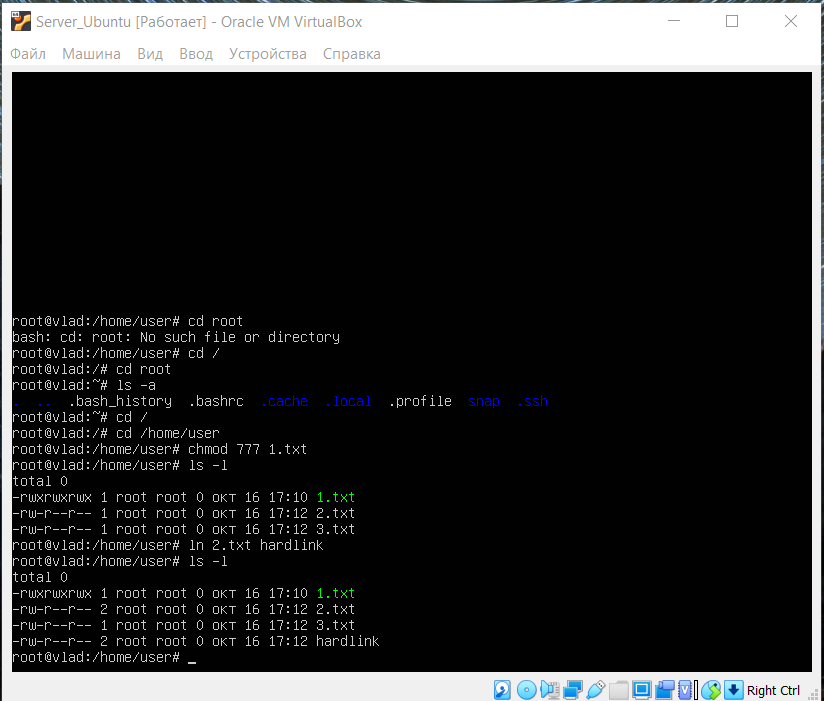 Server_Ubuntu [Работает] - Oracle VM VirtualBox
Файл Машина Вид Ввод Устройства Справка
root@vlad:/home/user# cd root
bash: cd: root: No such file or directory
root@vlad:/home/user# cd /
root@vlad:/# cd root
root@vlad:~# ls -a
. .. .bash_history .bashrc .cache .local .profile snap .ssh
root@vlad:~# cd /
root@vlad:/# cd /home/user
root@vlad:/home/user# chmod 777 1.txt
root@vlad:/home/user# ls -l
total 0
-rwxrwxrwx 1 root root 0 окт 16 17:10 1.txt
-rw-r--r-- 1 root root 0 окт 16 17:12 2.txt
-rw-r--r-- 1 root root 0 окт 16 17:12 3.txt
root@vlad:/home/user# ln 2.txt hardlink
root@vlad:/home/user# ls -l
total 0
-rwxrwxrwx 1 root root 0 окт 16 17:10 1.txt
-rw-r--r-- 2 root root 0 окт 16 17:12 2.txt
-rw-r--r-- 1 root root 0 окт 16 17:12 3.txt
-rw-r--r-- 2 root root 0 окт 16 17:12 hardlink
root@vlad:/home/user# _
Right Ctrl